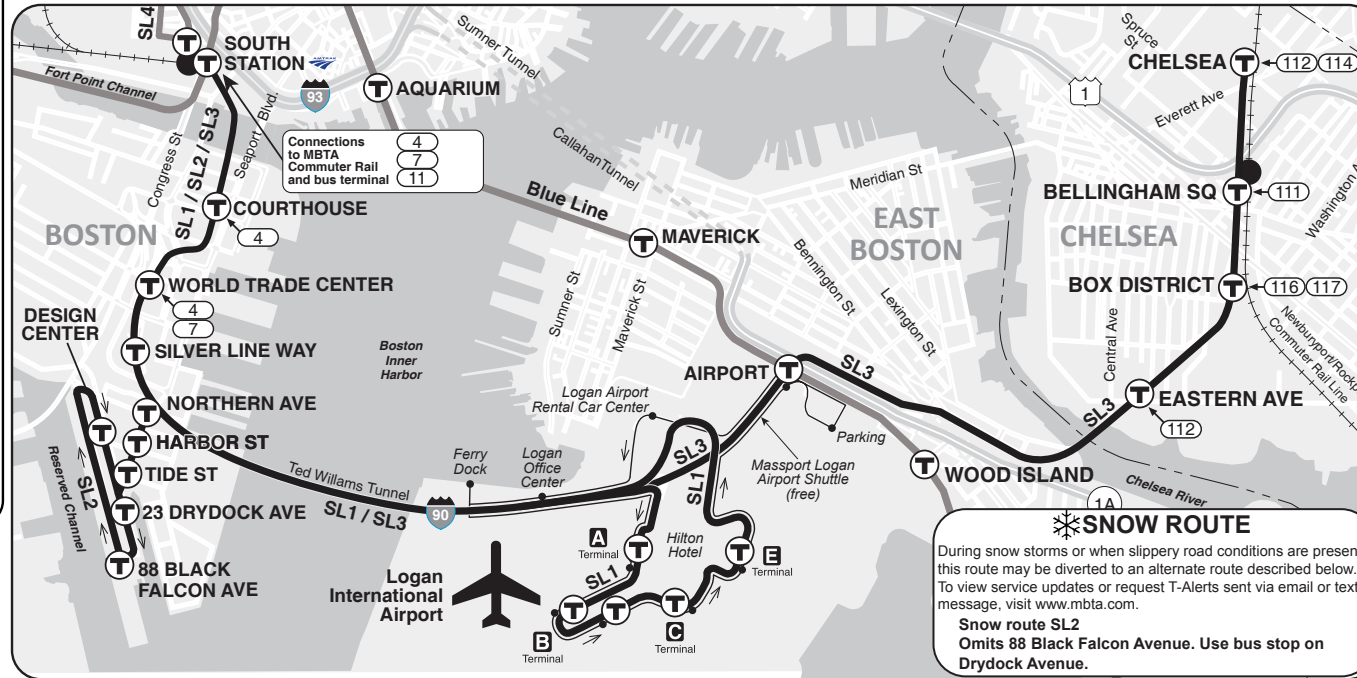 SL4
SOUTH
STATION
AMTRAK
Fort Point Channel
93
Sumner Tunnel
AQUARIUM
Connections
to MBTA
Commuter Rail
and bus terminal
4
7
11
Congress St
SL1 / SL2 / SL3
Seaport Blvd.
COURTHOUSE
4
BOSTON
WORLD TRADE CENTER
4
7
DESIGN
CENTER
SILVER LINE WAY
NORTHERN AVE
HARBOR ST
TIDE ST
23 DRYDOCK AVE
88 BLACK
FALCON AVE
SL2
Reserved Channel
Boston
Inner
Harbor
Callahan Tunnel
Blue Line
MAVERICK
Sumner St
Maverick St
Meridian St
EAST
BOSTON
Bennington St
Lexington St
AIRPORT
SL3
Logan Airport
Rental Car Center
Parking
Massport Logan
Airport Shuttle
(free)
Ferry
Dock
Logan
Office
Center
Ted Willams Tunnel
SL1 / SL3
90
SL3
SL1
Logan
International
Airport
A
Terminal
SL1
Hilton
Hotel
E
Terminal
B
Terminal
C
Terminal
WOOD ISLAND
Spruce
St
CHELSEA
112 114
1
Everett Ave
BELLINGHAM SQ
111
Washington A
CHELSEA
BOX DISTRICT
116 117
Newburyport/Rockp
Commuter Rail Line
Central Ave
EASTERN AVE
SL3
112
Chelsea River
1A
SNOW ROUTE
During snow storms or when slippery road conditions are presen
this route may be diverted to an alternate route described below.
To view service updates or request T-Alerts sent via email or text
message, visit www.mbta.com.
Snow route SL2
Omits 88 Black Falcon Avenue. Use bus stop on
Drydock Avenue.